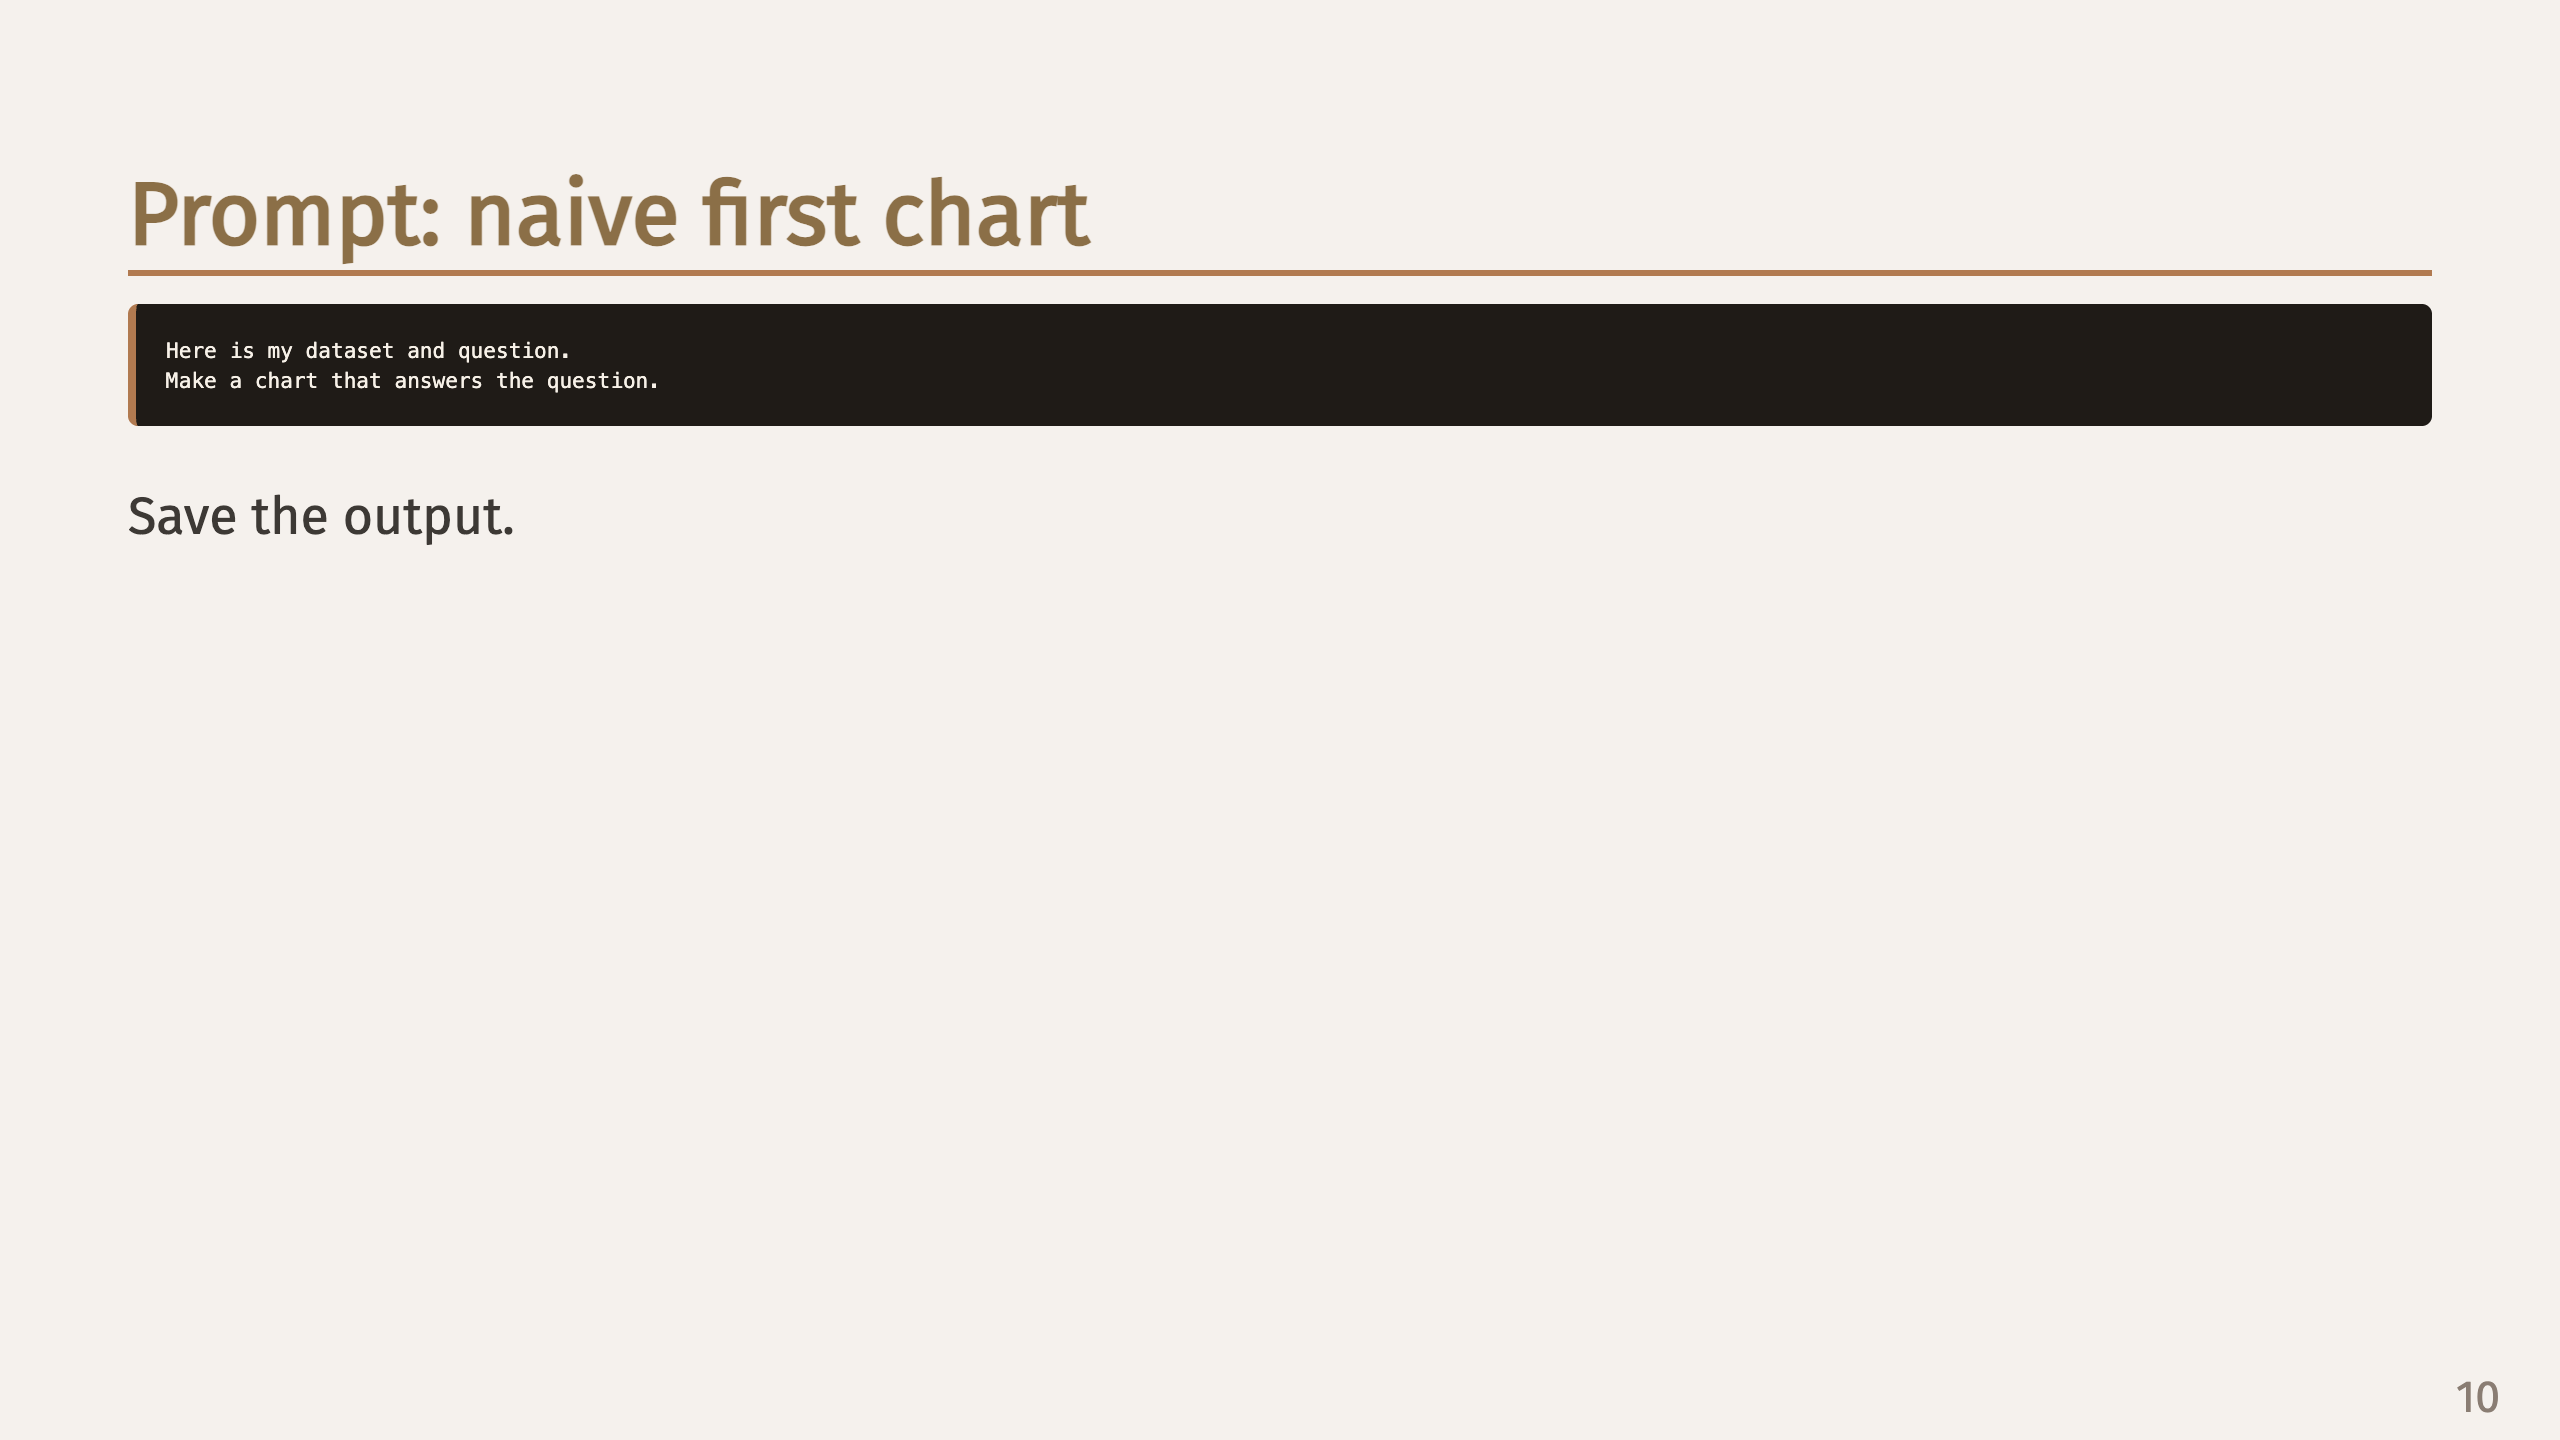 Prompt: naive first chart
Here is my dataset and question.
Make a chart that answers the question.
Save the output.
10